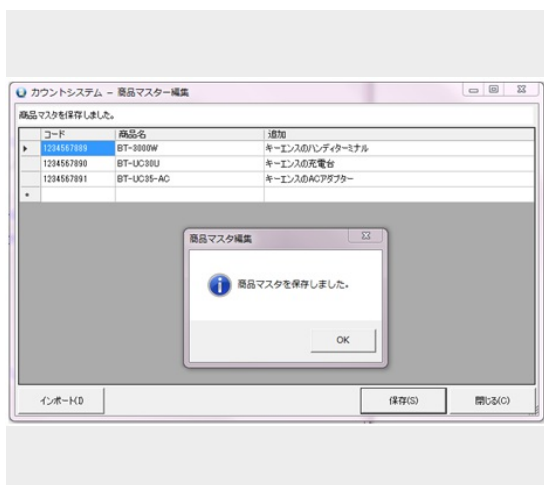 カウントシステム - 商品マスター編集
商品マスタを保存しました。
コード 商品名 追加
1234567889 BT-3000W キーエンスのハンディターミナル
1234567890 BT-UC30U キーエンスの充電台
1234567891 BT-UC35-AC キーエンスのACアダプター
商品マスタ編集
商品マスタを保存しました。
OK
インポート(I) 保存(S) 閉じる(C)